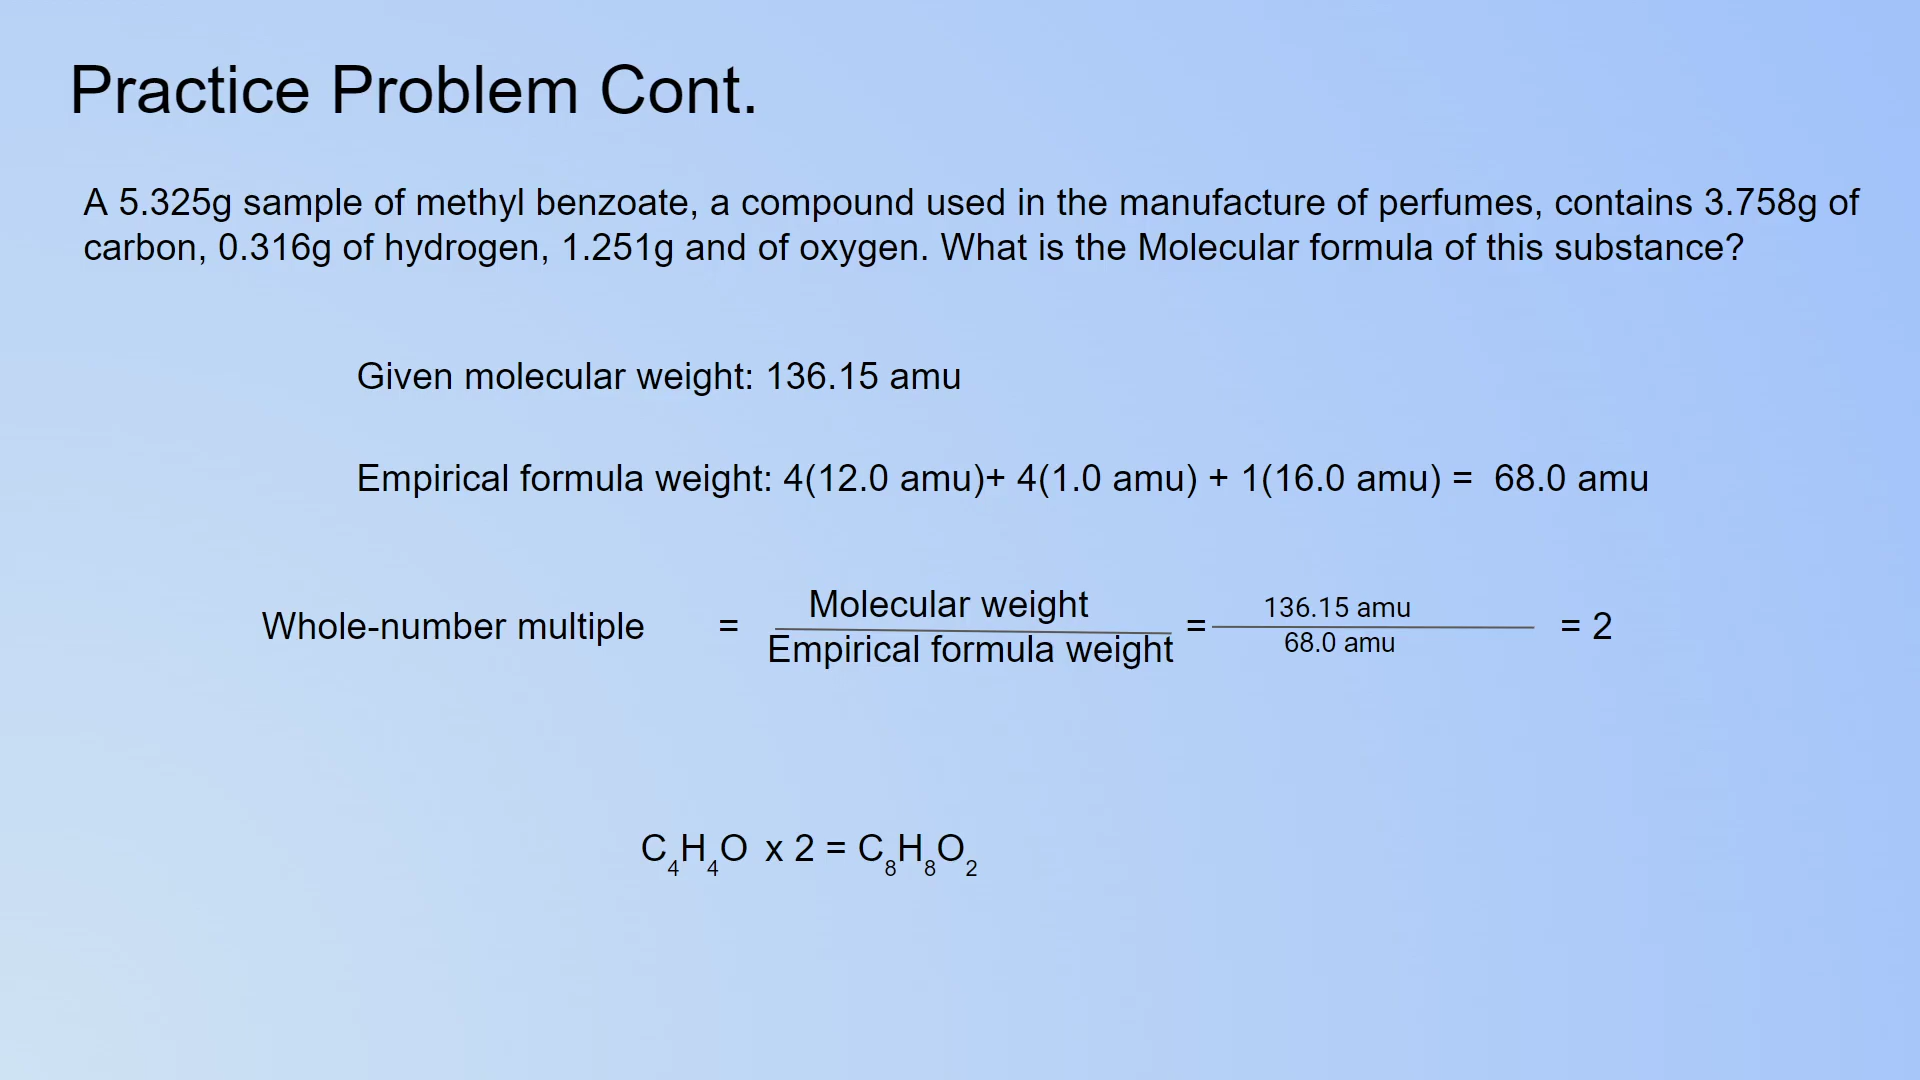 Practice Problem Cont.
A 5.325g sample of methyl benzoate, a compound used in the manufacture of perfumes, contains 3.758g of
carbon, 0.316g of hydrogen, 1.251g and of oxygen. What is the Molecular formula of this substance?
Given molecular weight: 136.15 amu
Empirical formula weight: 4(12.0 amu)+ 4(1.0 amu) + 1(16.0 amu) = 68.0 amu
Whole-number multiple = Molecular weight / Empirical formula weight = 136.15 amu / 68.0 amu = 2
C₄H₄O x 2 = C₈H₈O₂